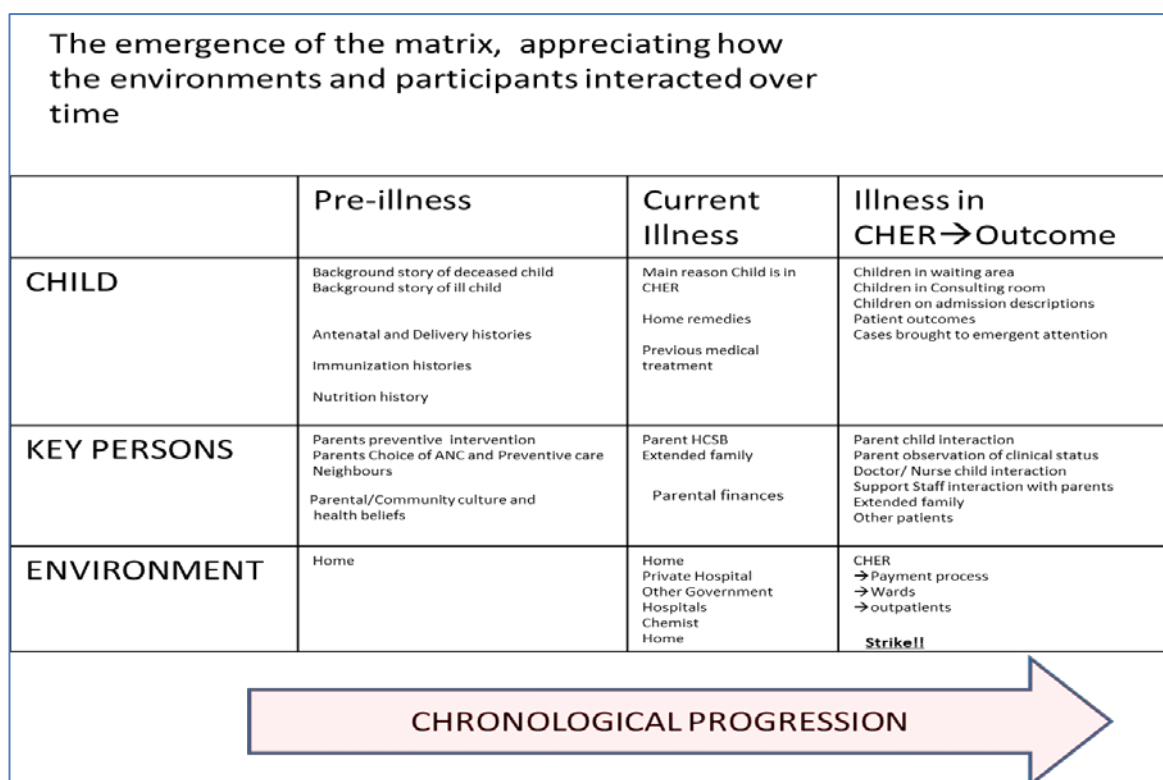 The emergence of the matrix, appreciating how
the environments and participants interacted over
time
Pre-illness
Current
Illness
Illness in
CHER→Outcome
CHILD
Background story of deceased child
Background story of ill child
Antenatal and Delivery histories
Immunization histories
Nutrition history
Main reason Child is in
CHER
Home remedies
Previous medical
treatment
Children in waiting area
Children in Consulting room
Children on admission descriptions
Patient outcomes
Cases brought to emergent attention
KEY PERSONS
Parents preventive intervention
Parents Choice of ANC and Preventive care
Neighbours
Parental/Community culture and
health beliefs
Parent HCSB
Extended family
Parental finances
Parent child interaction
Parent observation of clinical status
Doctor/ Nurse child interaction
Support Staff interaction with parents
Extended family
Other patients
ENVIRONMENT
Home
Home
Private Hospital
Other Government
Hospitals
Chemist
Home
CHER
→Payment process
→Wards
→outpatients
Strike!!
CHRONOLOGICAL PROGRESSION